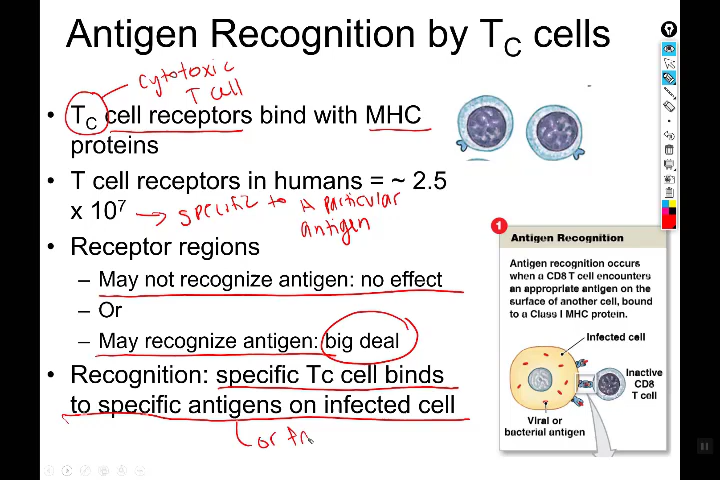 Antigen Recognition by TC cells
cytotoxic
T cell
• TC cell receptors bind with MHC
proteins
• T cell receptors in humans = ~ 2.5
x 10⁷ → specific to a particular
antigen
• Receptor regions
– May not recognize antigen: no effect
– Or
– May recognize antigen: big deal
• Recognition: specific Tc cell binds
to specific antigens on infected cell
or
1
Antigen Recognition
Antigen recognition occurs
when a CD8 T cell encounters
an appropriate antigen on the
surface of another cell, bound
to a Class I MHC protein.
Infected cell
Inactive
CD8
T cell
Viral or
bacterial antigen